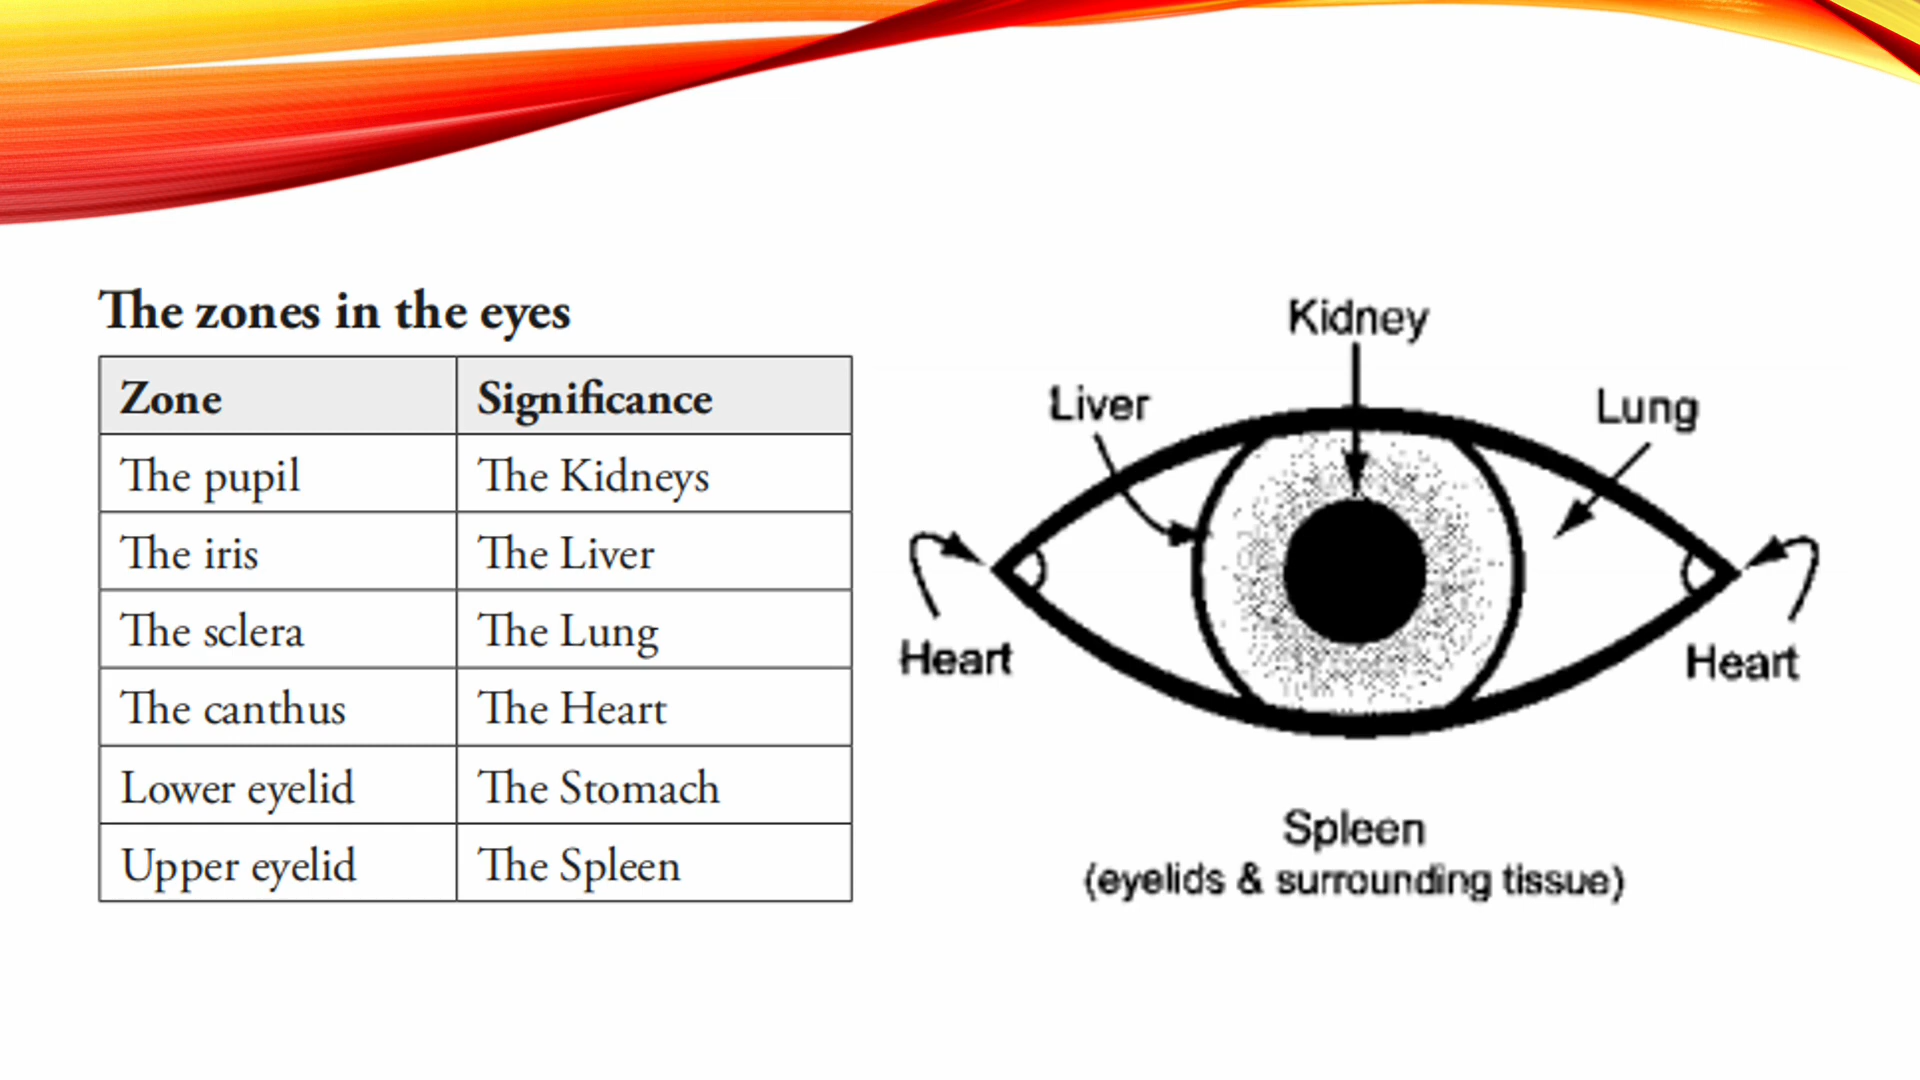 The zones in the eyes
Zone Significance
The pupil The Kidneys
The iris The Liver
The sclera The Lung
The canthus The Heart
Lower eyelid The Stomach
Upper eyelid The Spleen
Kidney
Liver
Lung
Heart
Heart
Spleen
(eyelids & surrounding tissue)